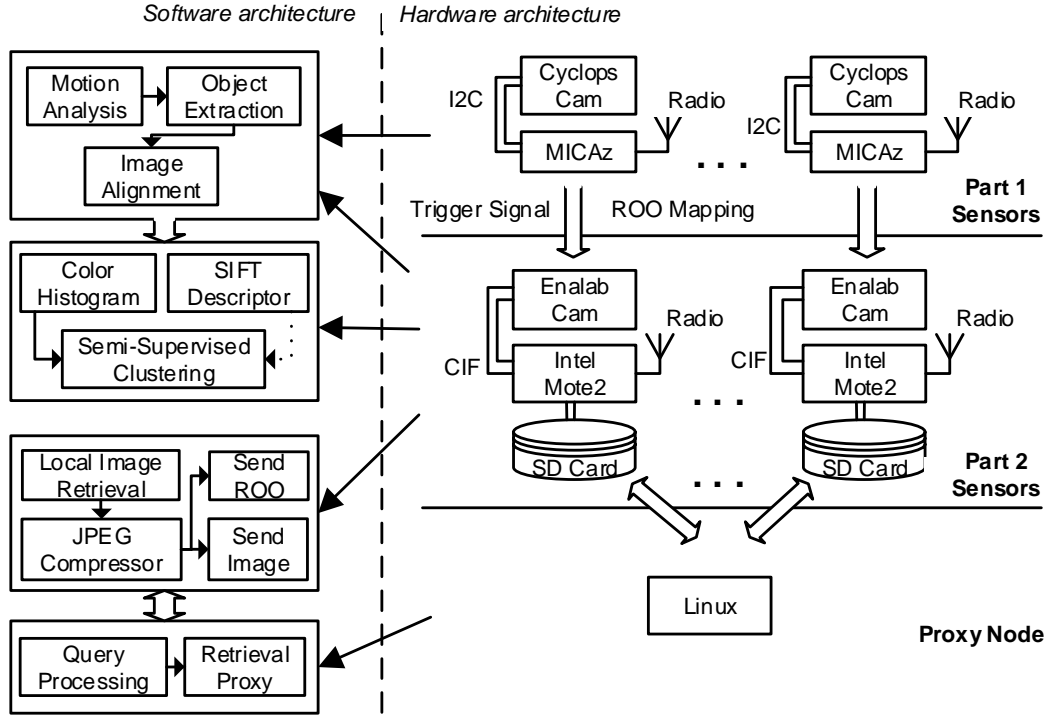 Software architecture
Hardware architecture
Motion
Analysis
Object
Extraction
Image
Alignment
Color
Histogram
SIFT
Descriptor
Semi-Supervised
Clustering
Local Image
Retrieval
Send
ROO
JPEG
Compressor
Send
Image
Query
Processing
Retrieval
Proxy
Cyclops
Cam
I2C
Radio
MICAz
. . .
Cyclops
Cam
I2C
Radio
MICAz
Part 1
Sensors
Trigger Signal
ROO Mapping
Enalab
Cam
CIF
Radio
Intel
Mote2
SD Card
. . .
Enalab
Cam
CIF
Radio
Intel
Mote2
SD Card
. . .
Part 2
Sensors
Linux
Proxy Node